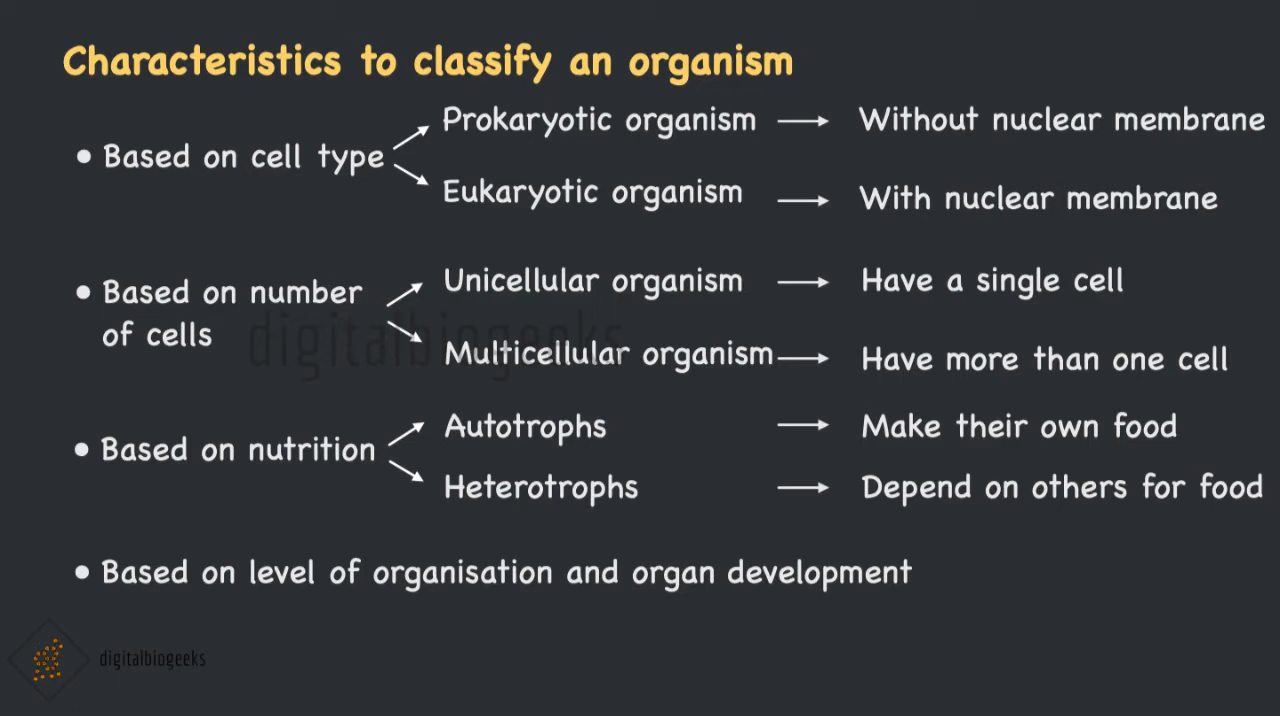 Characteristics to classify an organism
• Based on cell type
Prokaryotic organism → Without nuclear membrane
Eukaryotic organism → With nuclear membrane
• Based on number
of cells
Unicellular organism → Have a single cell
Multicellular organism → Have more than one cell
• Based on nutrition
Autotrophs → Make their own food
Heterotrophs → Depend on others for food
• Based on level of organisation and organ development
digitalbiogeeks
digitalbiogeeks